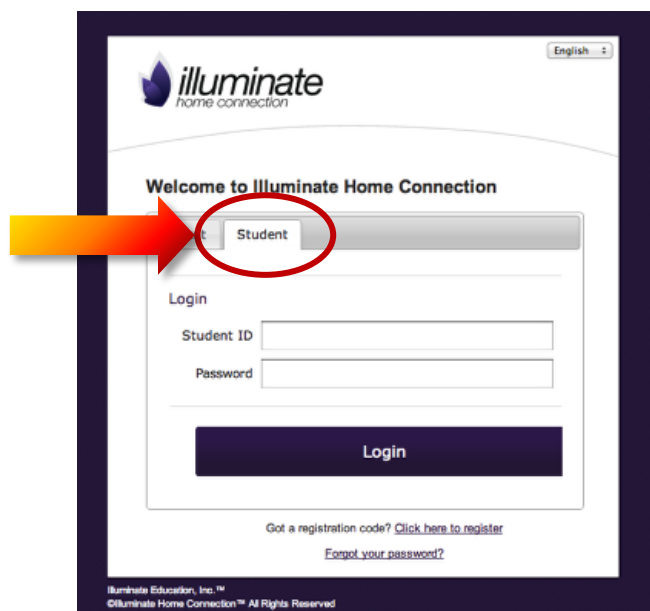 English
illuminate
home connection
Welcome to Illuminate Home Connection
Student
Login
Student ID
Password
Login
Got a registration code? Click here to register
Forgot your password?
Illuminate Education, Inc.™
©Illuminate Home Connection™ All Rights Reserved